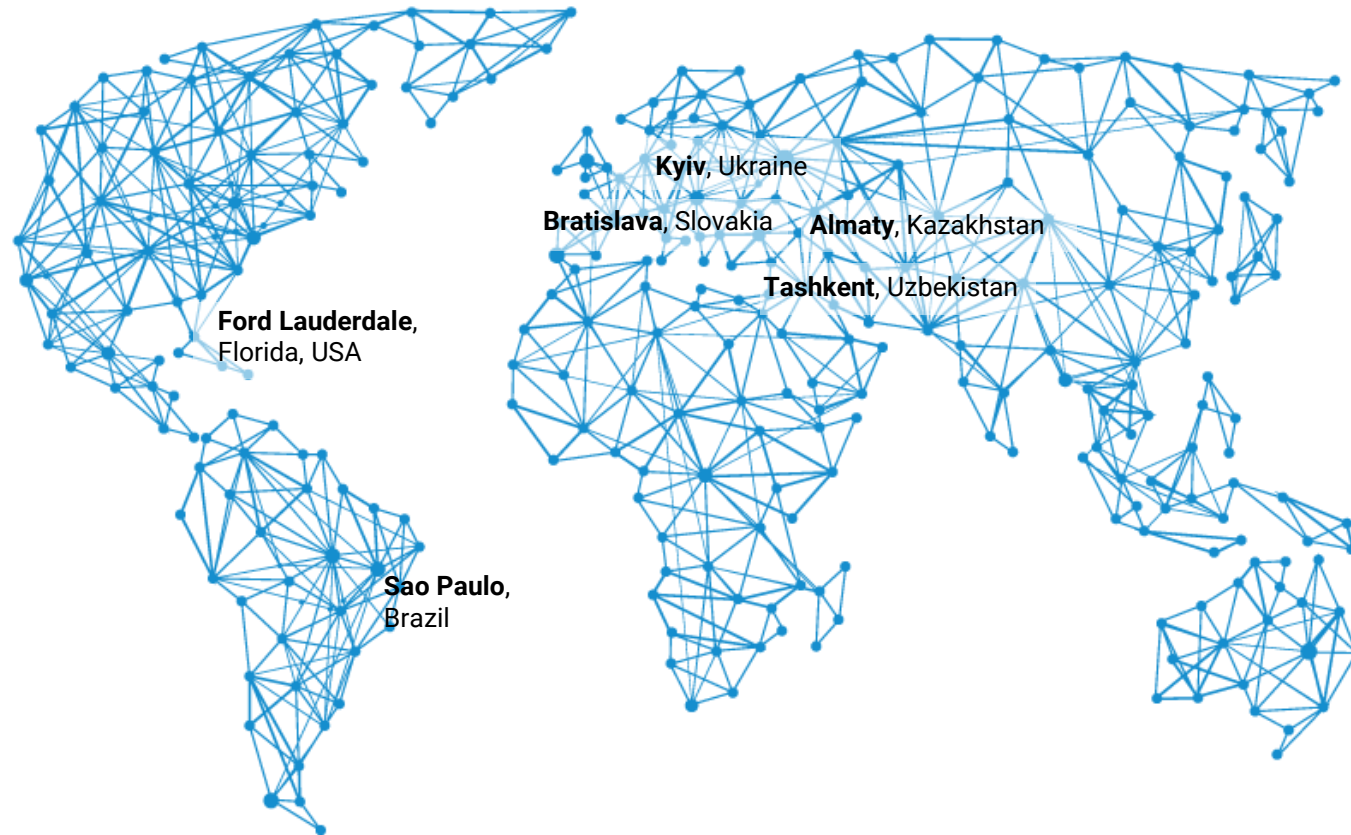 Kyiv, Ukraine
Bratislava, Slovakia
Almaty, Kazakhstan
Tashkent, Uzbekistan
Ford Lauderdale,
Florida, USA
Sao Paulo,
Brazil